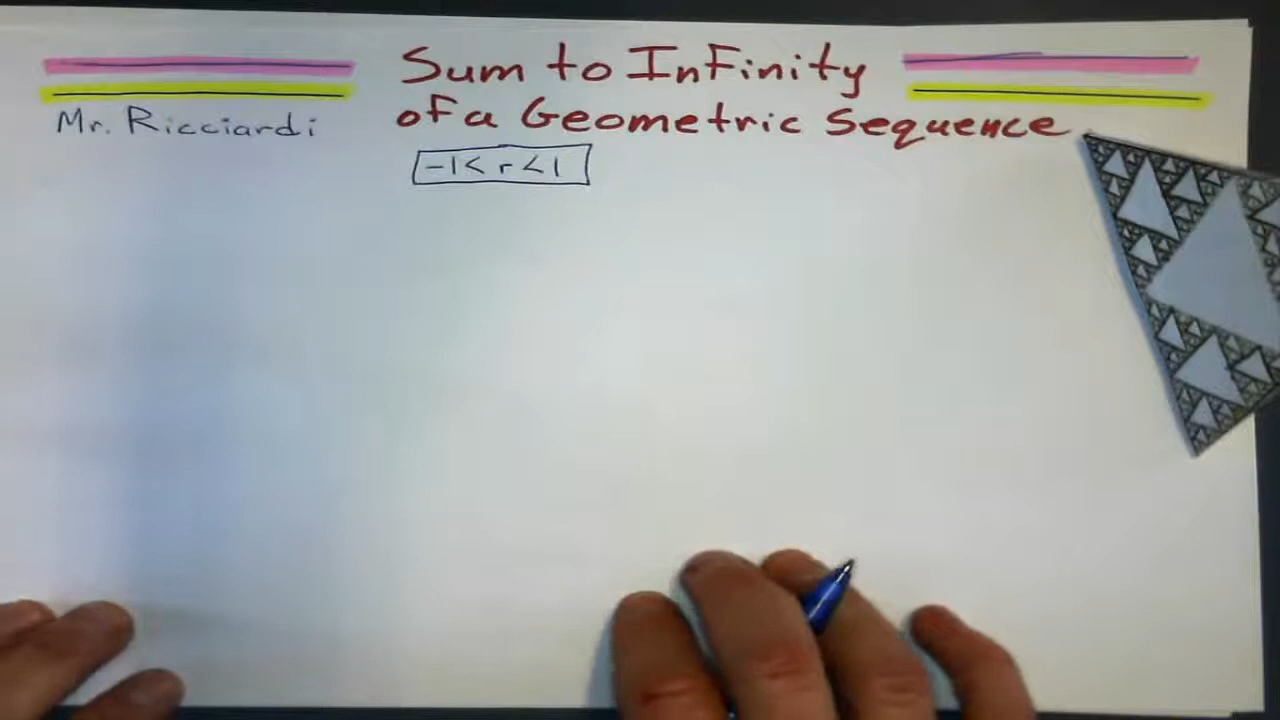 Sum to Infinity
of a Geometric Sequence
Mr. Ricciardi
-1 < r < 1